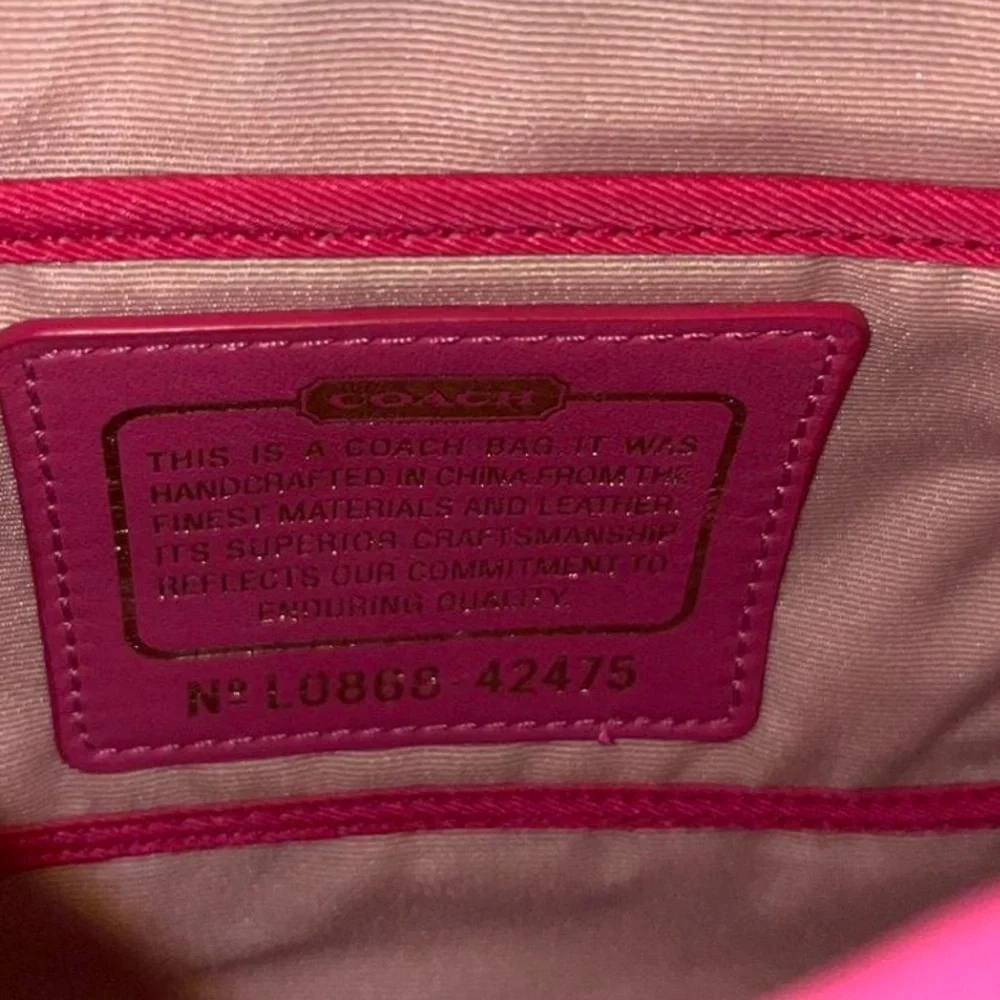 COACH
THIS IS A COACH BAG. IT WAS
HANDCRAFTED IN CHINA FROM THE
FINEST MATERIALS AND LEATHER.
ITS SUPERIOR CRAFTSMANSHIP
REFLECTS OUR COMMITMENT TO
ENDURING QUALITY.
Nº L0868-42475